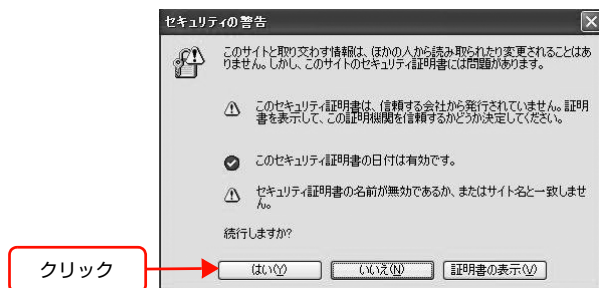 セキュリティの警告
このサイトと取り交わす情報は、ほかの人から読み取られたり変更されることはあ
りません。しかし、このサイトのセキュリティ証明書には問題があります。
このセキュリティ証明書は、信頼する会社から発行されていません。証明
書を表示して、この証明機関を信頼するかどうか決定してください。
このセキュリティ証明書の日付は有効です。
セキュリティ証明書の名前が無効であるか、またはサイト名と一致しませ
ん。
続行しますか?
クリック
はい(Y) いいえ(N) 証明書の表示(V)